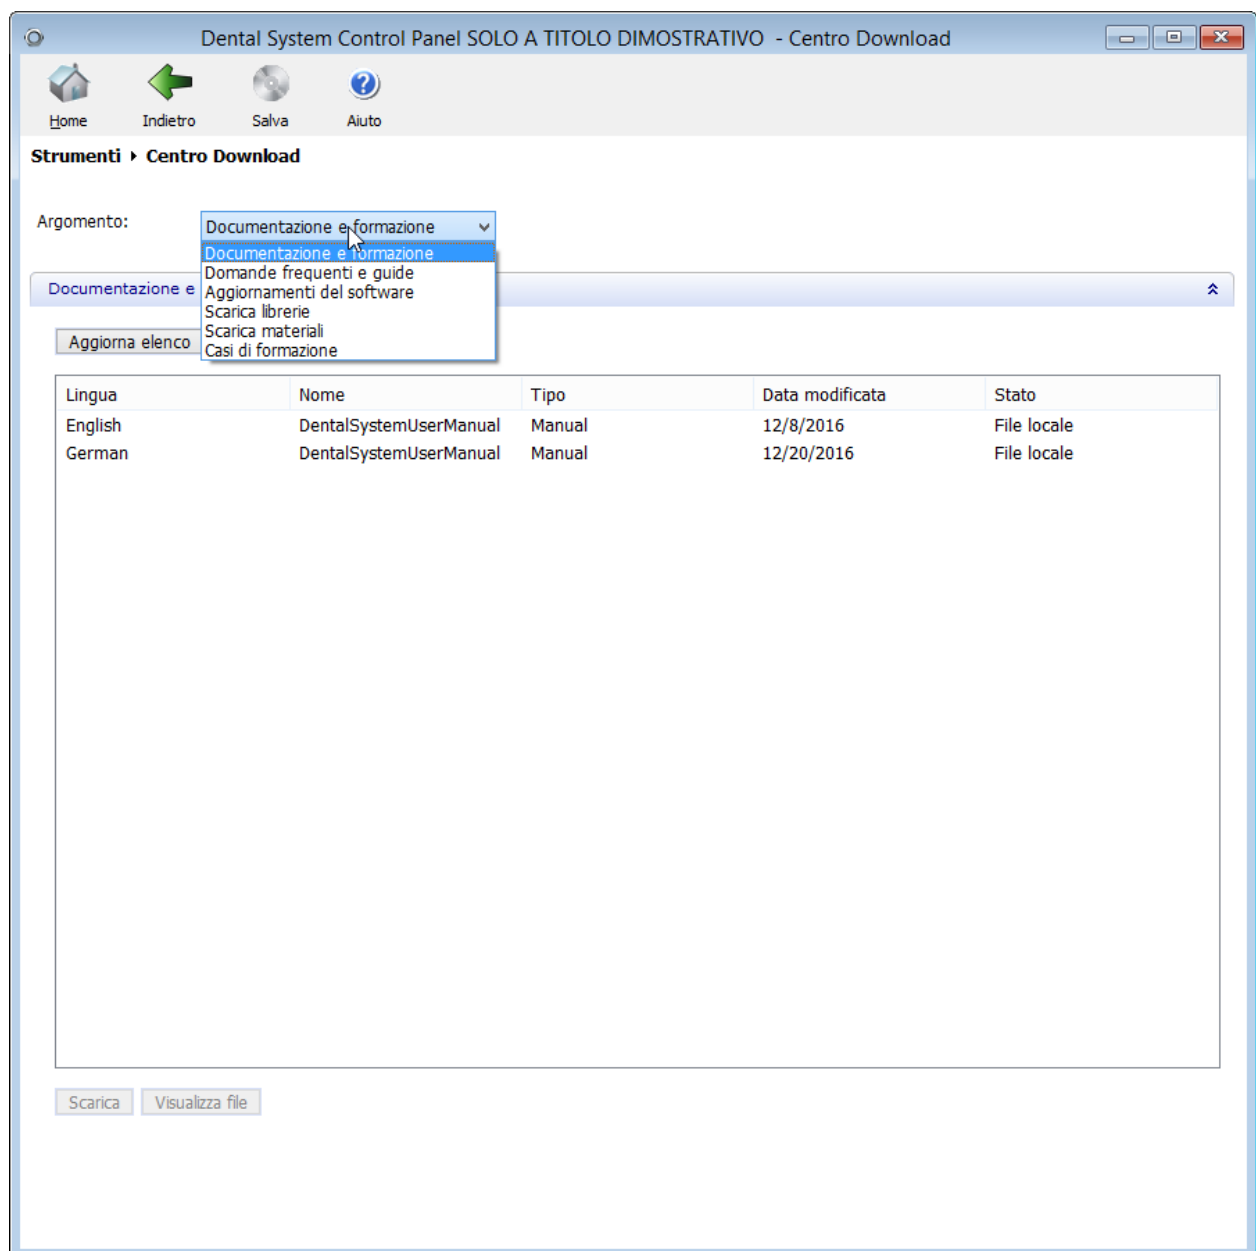 Dental System Control Panel SOLO A TITOLO DIMOSTRATIVO - Centro Download
Home Indietro Salva Aiuto
Strumenti ▸ Centro Download
Argomento: Documentazione e formazione
Documentazione e formazione
Domande frequenti e guide
Documentazione e
Aggiornamenti del software
Scarica librerie
Scarica materiali
Aggiorna elenco
Casi di formazione
Lingua Nome Tipo Data modificata Stato
English DentalSystemUserManual Manual 12/8/2016 File locale
German DentalSystemUserManual Manual 12/20/2016 File locale
Scarica Visualizza file